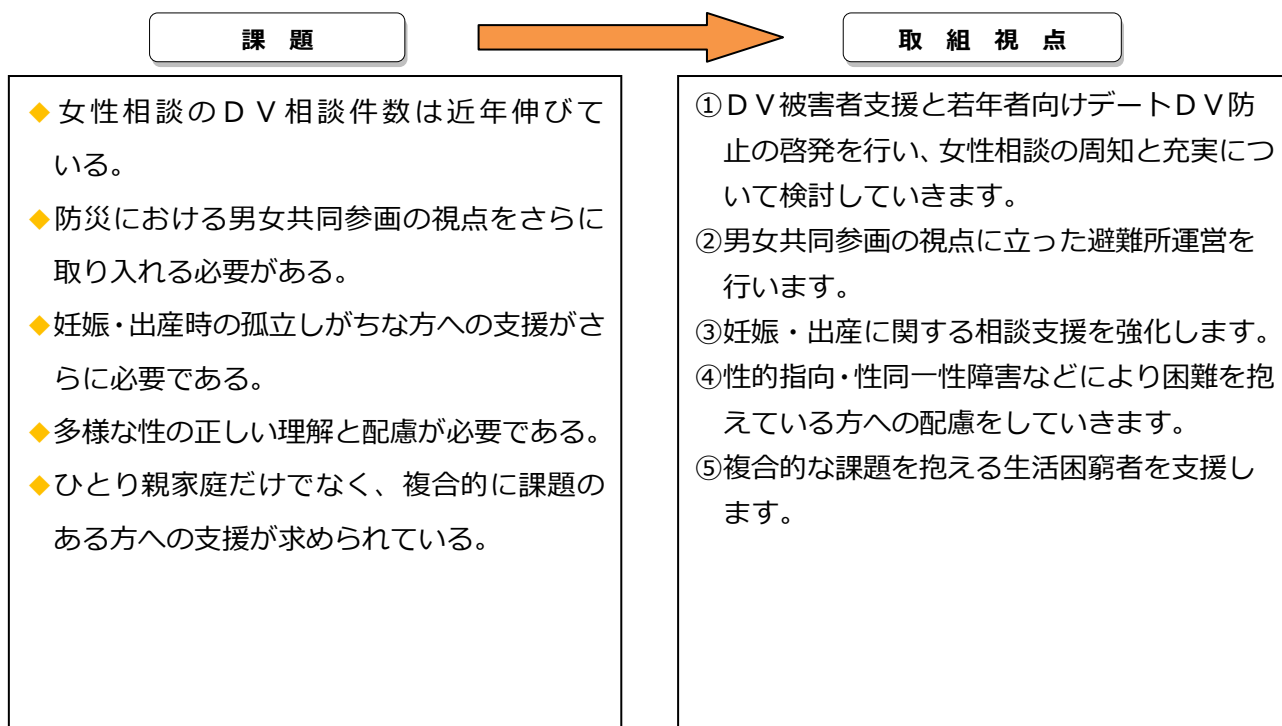 課題
取組視点
◆女性相談のＤＶ相談件数は近年伸びて
いる。
◆防災における男女共同参画の視点をさらに
取り入れる必要がある。
◆妊娠・出産時の孤立しがちな方への支援がさ
らに必要である。
◆多様な性の正しい理解と配慮が必要である。
◆ひとり親家庭だけでなく、複合的に課題の
ある方への支援が求められている。
①ＤＶ被害者支援と若年者向けデートＤＶ防
止の啓発を行い、女性相談の周知と充実につ
いて検討していきます。
②男女共同参画の視点に立った避難所運営を
行います。
③妊娠・出産に関する相談支援を強化します。
④性的指向・性同一性障害などにより困難を抱
えている方への配慮をしていきます。
⑤複合的な課題を抱える生活困窮者を支援し
ます。